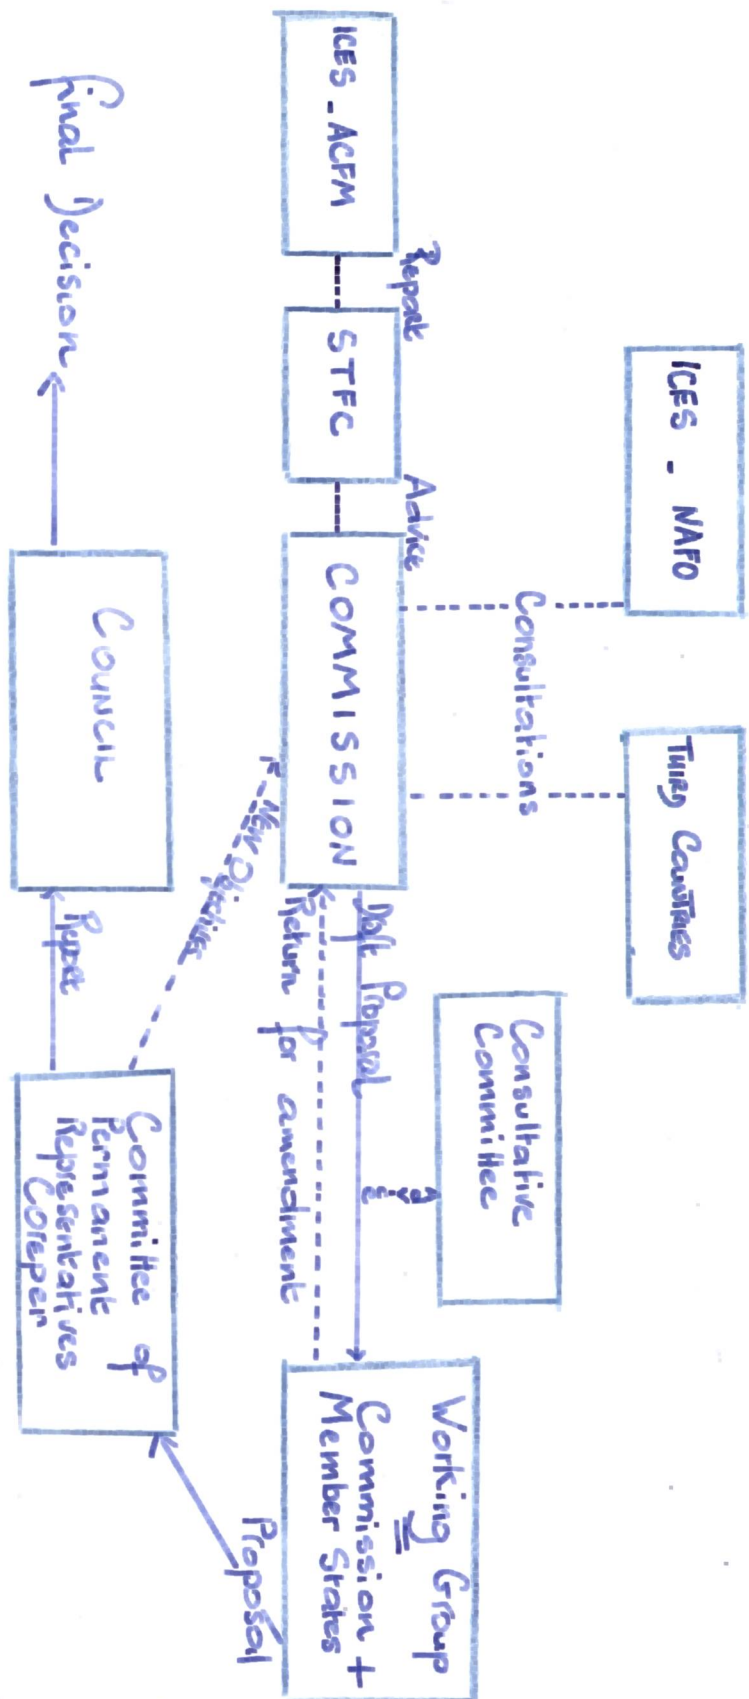 ICES - NAFO
THIRD COUNTRIES
Consultations
Consultative
Committee
ICES - ACFM
Report
STFC
Advice
COMMISSION
Draft Proposal
Return for amendment
Working Group
=
Commission +
Member States
Proposal
New Objectives
Committee of
Permanent
Representatives
Coreper
Report
COUNCIL
Final Decision